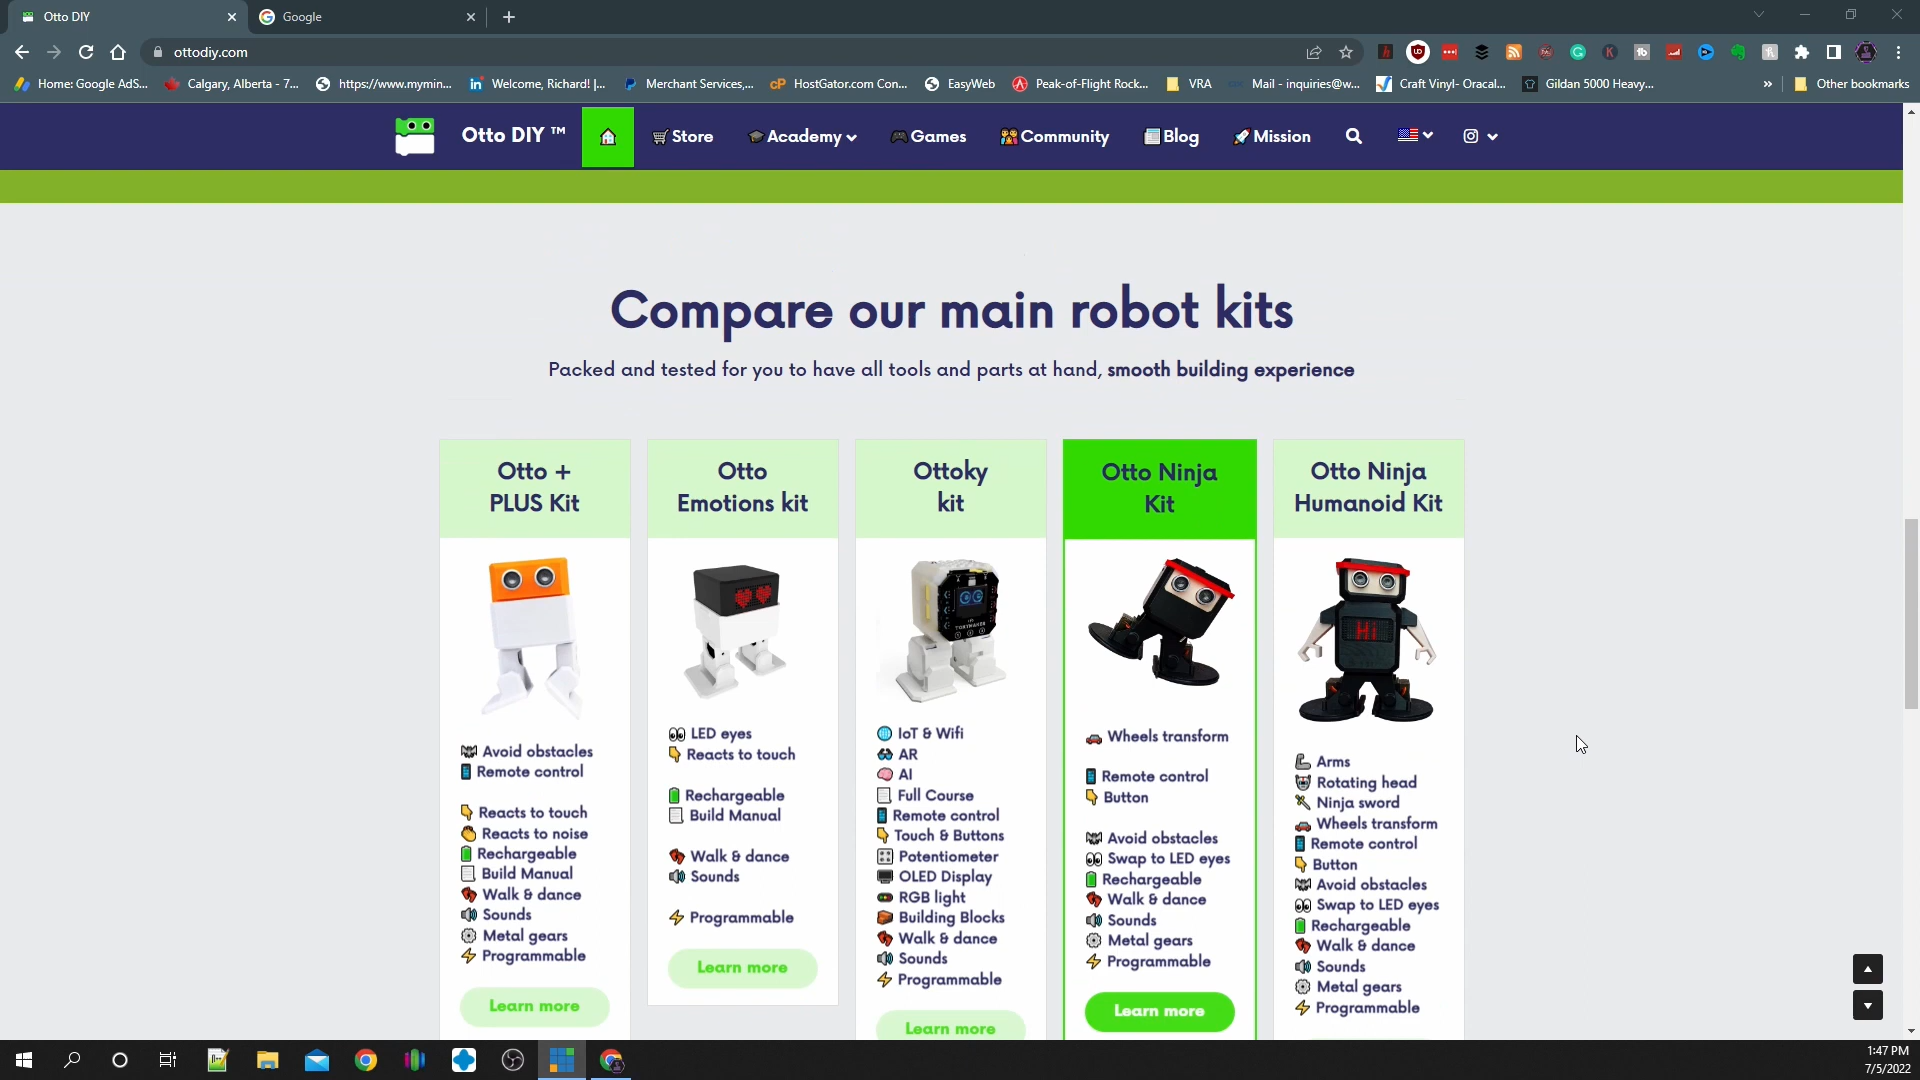 Otto DIY
Google
ottodiy.com
Home: Google AdS...
Calgary, Alberta - 7...
https://www.mymin...
Welcome, Richard! |...
Merchant Services,...
HostGator.com Con...
EasyWeb
Peak-of-Flight Rock...
VRA
Mail - inquiries@w...
Craft Vinyl- Oracal...
Gildan 5000 Heavy...
»
Other bookmarks
Otto DIY ™
Store
Academy
Games
Community
Blog
Mission
Compare our main robot kits
Packed and tested for you to have all tools and parts at hand, smooth building experience
Otto +
PLUS Kit
Avoid obstacles
Remote control
Reacts to touch
Reacts to noise
Rechargeable
Build Manual
Walk & dance
Sounds
Metal gears
Programmable
Learn more
Otto
Emotions kit
LED eyes
Reacts to touch
Rechargeable
Build Manual
Walk & dance
Sounds
Programmable
Learn more
Ottoky
kit
IoT & Wifi
AR
AI
Full Course
Remote control
Touch & Buttons
Potentiometer
OLED Display
RGB light
Building Blocks
Walk & dance
Sounds
Programmable
Learn more
Otto Ninja
Kit
Wheels transform
Remote control
Button
Avoid obstacles
Swap to LED eyes
Rechargeable
Walk & dance
Sounds
Metal gears
Programmable
Learn more
Otto Ninja
Humanoid Kit
Hi
Arms
Rotating head
Ninja sword
Wheels transform
Remote control
Button
Avoid obstacles
Swap to LED eyes
Rechargeable
Walk & dance
Sounds
Metal gears
Programmable
1:47 PM
7/5/2022